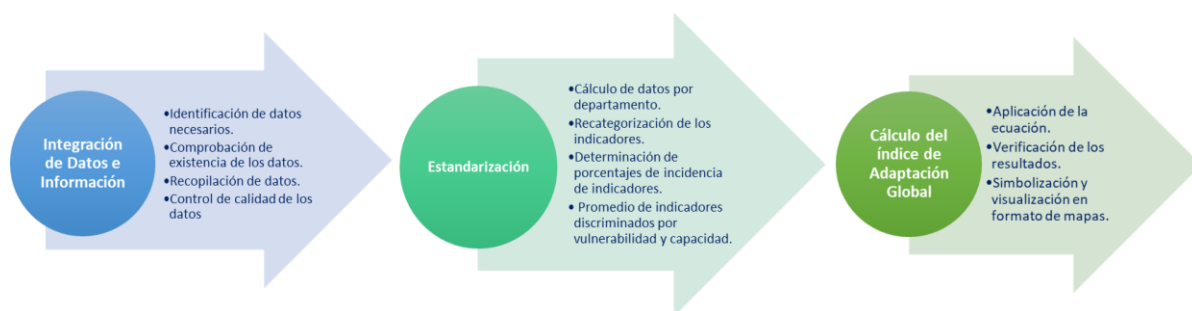 Integración
de Datos e
Información
•Identificación de datos
necesarios.
•Comprobación de
existencia de los datos.
•Recopilación de datos.
•Control de calidad de los
datos
Estandarización
•Cálculo de datos por
departamento.
•Recategorización de los
indicadores.
•Determinación de
porcentajes de incidencia
de indicadores.
• Promedio de indicadores
discriminados por
vulnerabilidad y capacidad.
Cálculo del
índice de
Adaptación
Global
•Aplicación de la
ecuación.
•Verificación de los
resultados.
•Simbolización y
visualización en
formato de mapas.